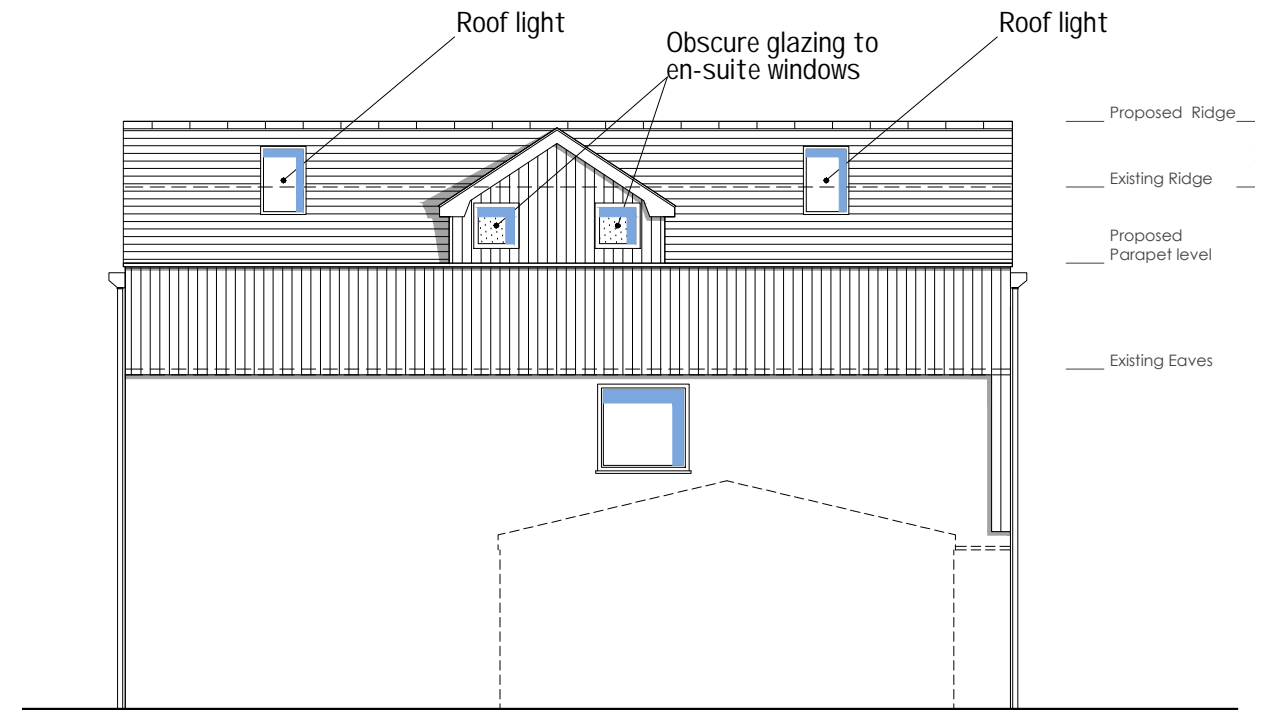 Roof light
Obscure glazing to
en-suite windows
Roof light
Proposed Ridge
Existing Ridge
Proposed
Parapet level
Existing Eaves